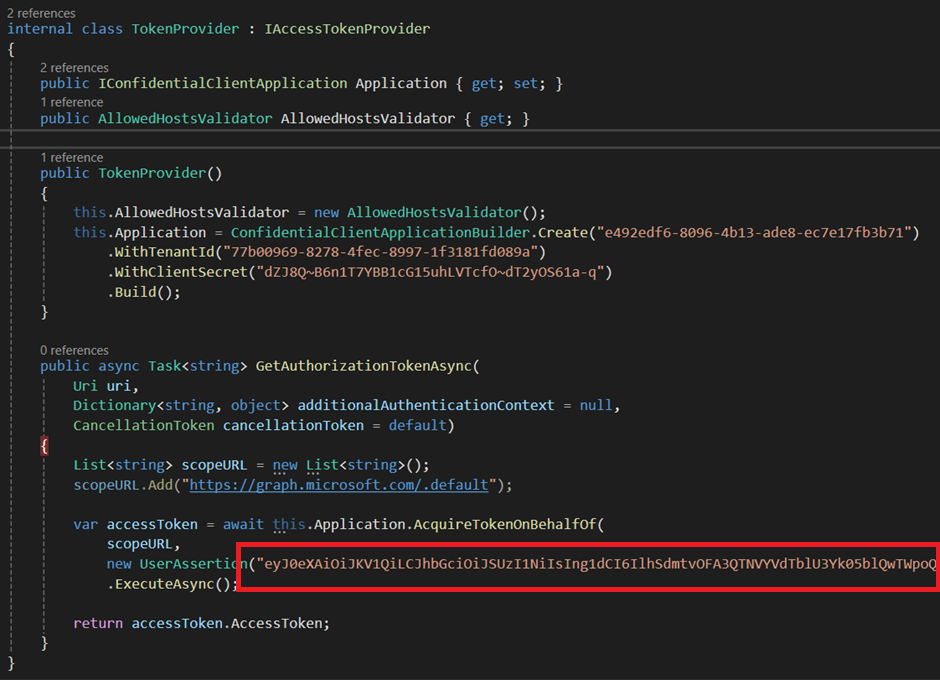 2 references
internal class TokenProvider : IAccessTokenProvider
{
2 references
public IConfidentialClientApplication Application { get; set; }
1 reference
public AllowedHostsValidator AllowedHostsValidator { get; }
1 reference
public TokenProvider()
{
this.AllowedHostsValidator = new AllowedHostsValidator();
this.Application = ConfidentialClientApplicationBuilder.Create("e492edf6-8096-4b13-ade8-ec7e17fb3b71")
.WithTenantId("77b00969-8278-4fec-8997-1f3181fd089a")
.WithClientSecret("dZJ8Q~B6n1T7YBB1cG15uhLVTcfO~dT2yOS61a-q")
.Build();
}
0 references
public async Task<string> GetAuthorizationTokenAsync(
Uri uri,
Dictionary<string, object> additionalAuthenticationContext = null,
CancellationToken cancellationToken = default)
{
List<string> scopeURL = new List<string>();
scopeURL.Add("https://graph.microsoft.com/.default");
var accessToken = await this.Application.AcquireTokenOnBehalfOf(
scopeURL,
new UserAssertion("eyJ0eXAiOiJKV1QiLCJhbGciOiJSUzI1NiIsIng1dCI6IlhSdmtvOFA3QTNVYVdTblU3Yk05blQwTWpoQ
.ExecuteAsync();
return accessToken.AccessToken;
}
}